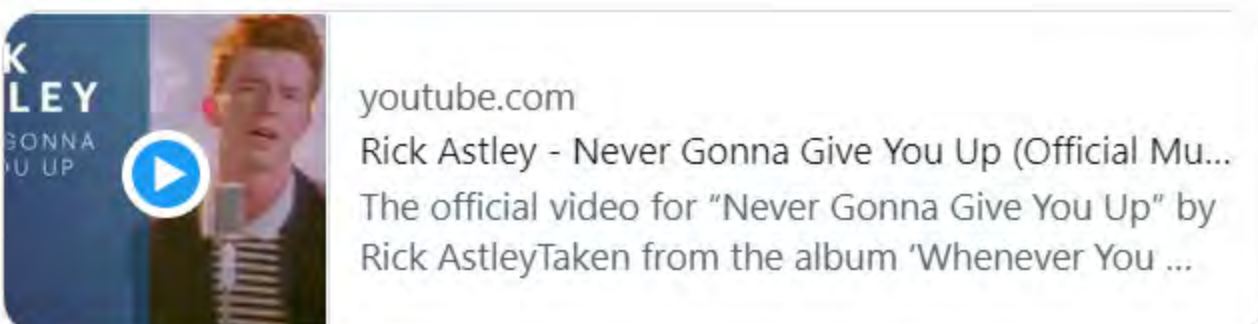 K
LEY
GONNA
OU UP
youtube.com
Rick Astley - Never Gonna Give You Up (Official Mu...
The official video for “Never Gonna Give You Up” by
Rick AstleyTaken from the album ‘Whenever You ...